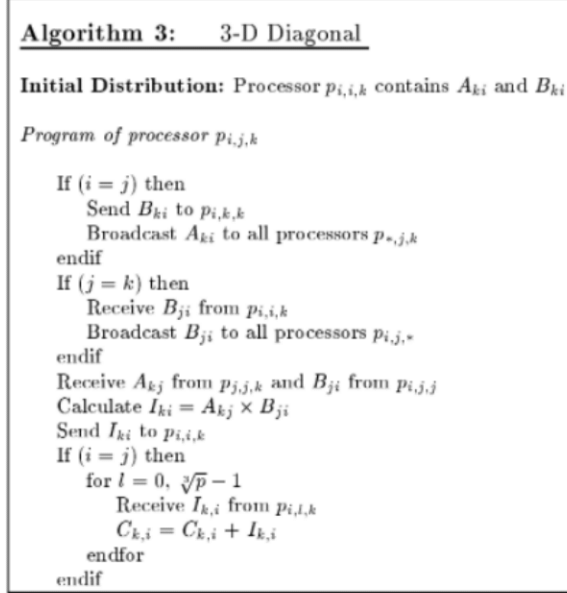 Algorithm 3: 3-D Diagonal
Initial Distribution: Processor p_{i,i,k} contains A_{ki} and B_{ki}
Program of processor p_{i,j,k}
If (i = j) then
Send B_{ki} to p_{i,k,k}
Broadcast A_{ki} to all processors p_{*,j,k}
endif
If (j = k) then
Receive B_{ji} from p_{i,i,k}
Broadcast B_{ji} to all processors p_{i,j,*}
endif
Receive A_{kj} from p_{j,j,k} and B_{ji} from p_{i,j,j}
Calculate I_{ki} = A_{kj} × B_{ji}
Send I_{ki} to p_{i,i,k}
If (i = j) then
for l = 0, ∛p − 1
Receive I_{k,i} from p_{i,l,k}
C_{k,i} = C_{k,i} + I_{k,i}
endfor
endif